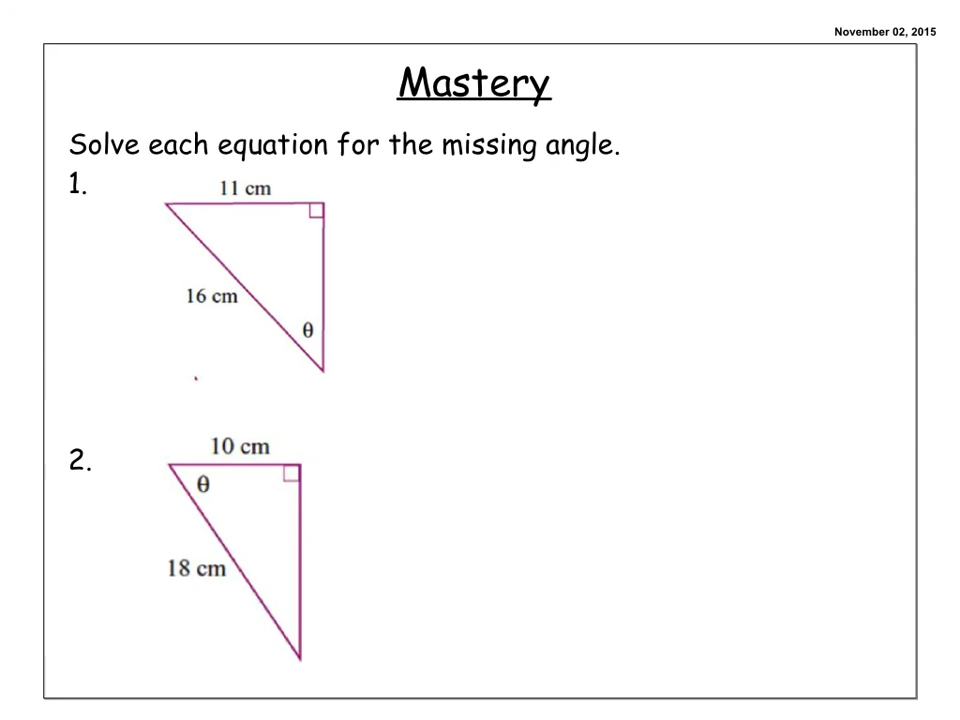 November 02, 2015
Mastery
Solve each equation for the missing angle.
1.
11 cm
16 cm
θ
2.
10 cm
θ
18 cm